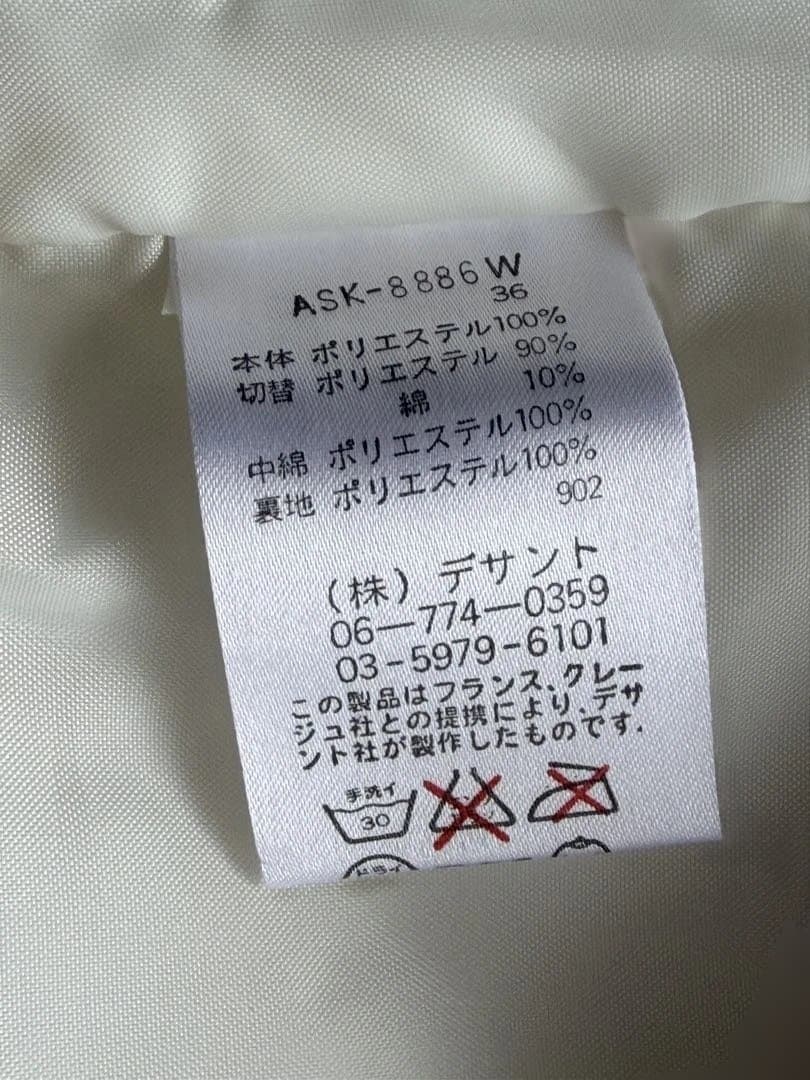 ASK-8886W
36
本体 ポリエステル100%
切替 ポリエステル 90%
綿 10%
中綿 ポリエステル100%
裏地 ポリエステル100%
902
(株) デサント
06—774—0359
03-5979-6101
この製品はフランス、クレー
ジュ社との提携により、デサ
ント社が製作したものです.
手洗イ
30